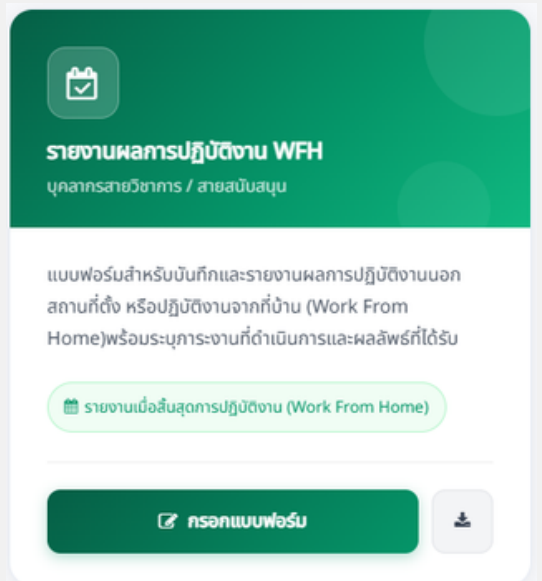 รายงานผลการปฏิบัติงาน WFH
บุคลากรสายวิชาการ / สายสนับสนุน
แบบฟอร์มสำหรับบันทึกและรายงานผลการปฏิบัติงานนอก
สถานที่ตั้ง หรือปฏิบัติงานจากที่บ้าน (Work From
Home)พร้อมระบุภาระงานที่ดำเนินการและผลลัพธ์ที่ได้รับ
รายงานเมื่อสิ้นสุดการปฏิบัติงาน (Work From Home)
กรอกแบบฟอร์ม